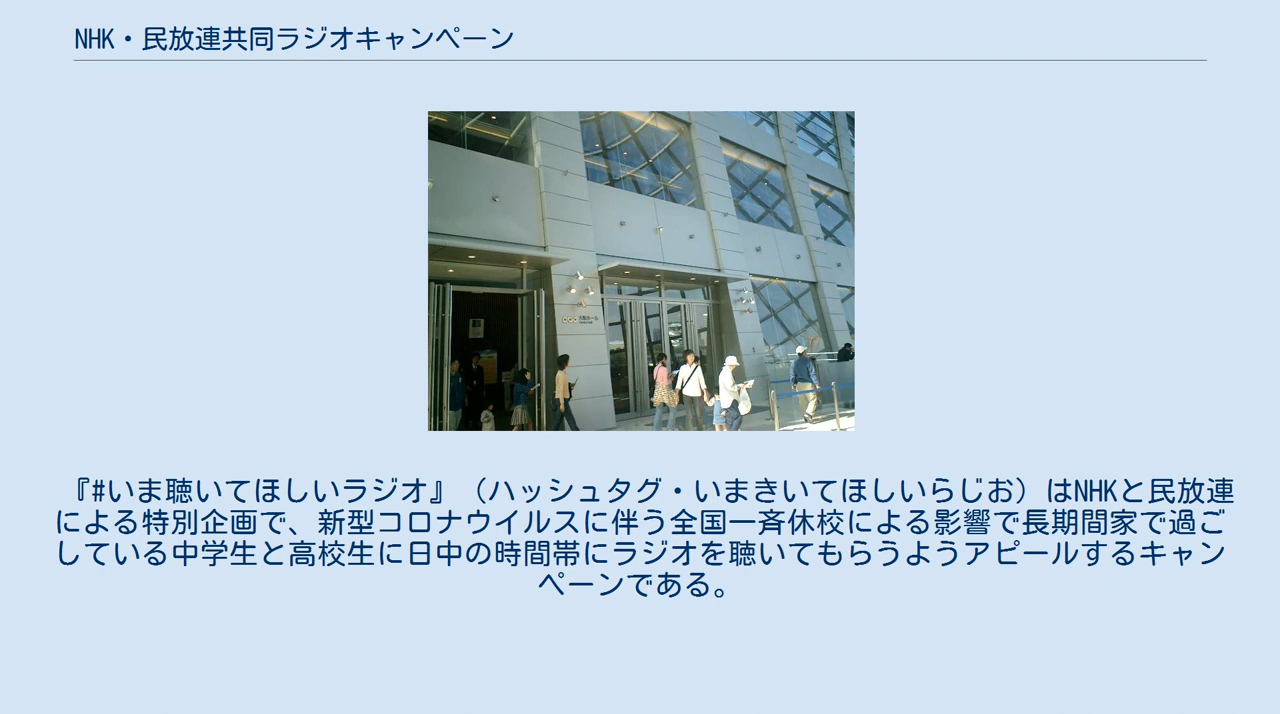 NHK・民放連共同ラジオキャンペーン
大阪ホール
『#いま聴いてほしいラジオ』（ハッシュタグ・いまきいてほしいらじお）はNHKと民放連
による特別企画で、新型コロナウイルスに伴う全国一斉休校による影響で長期間家で過ご
している中学生と高校生に日中の時間帯にラジオを聴いてもらうようアピールするキャン
ペーンである。